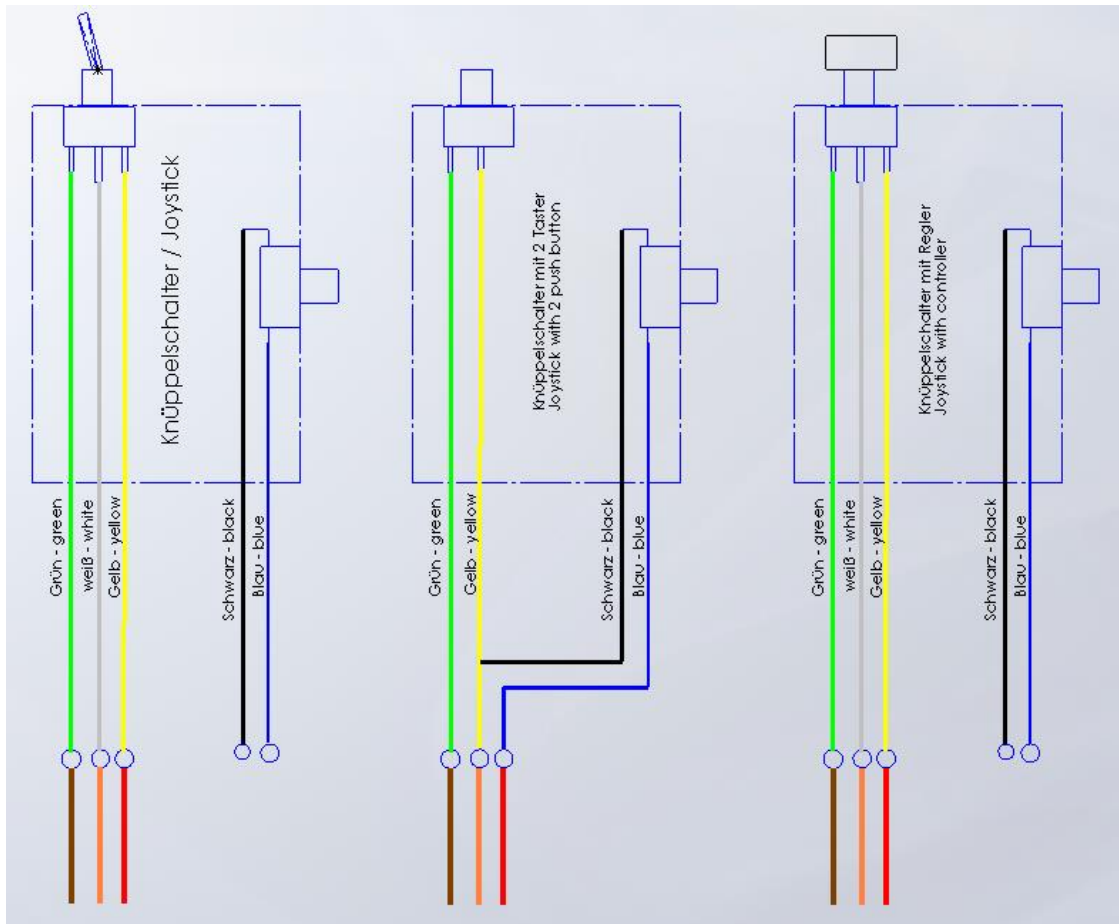 Knüppelschalter / Joystick
Grün - green
weiß - white
Gelb - yellow
Schwarz - black
Blau - blue
Knüppelschalter mit 2 Taster
Joystick with 2 push button
Grün - green
Gelb - yellow
Schwarz - black
Blau - blue
Knüppelschalter mit Regler
Joystick with controller
Grün - green
weiß - white
Gelb - yellow
Schwarz - black
Blau - blue